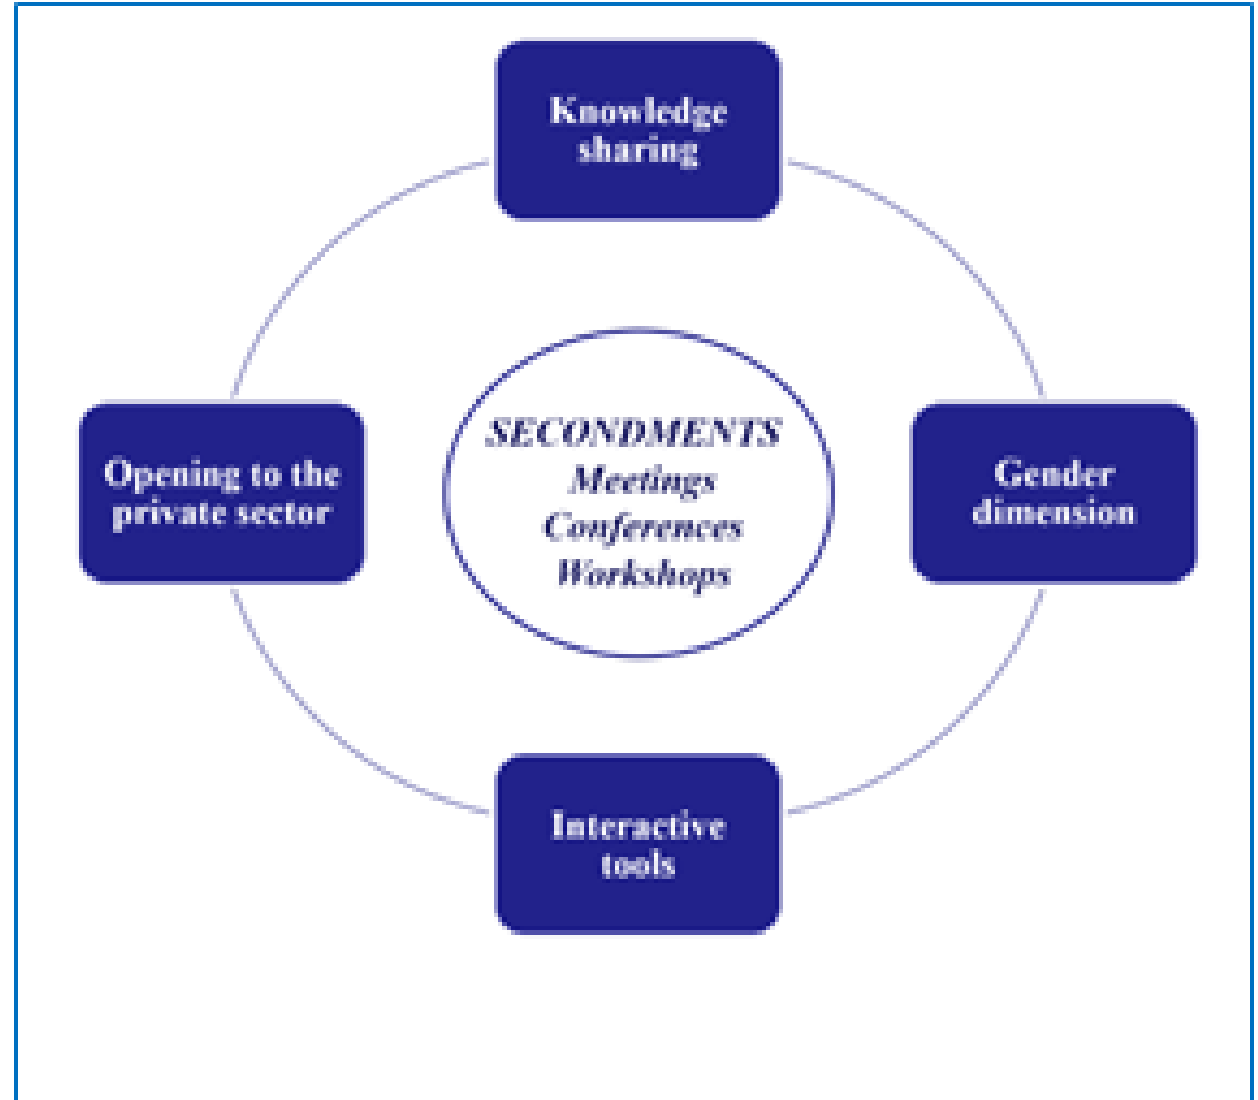 Knowledge
sharing
Opening to the
private sector
SECONDMENTS
Meetings
Conferences
Workshops
Gender
dimension
Interactive
tools